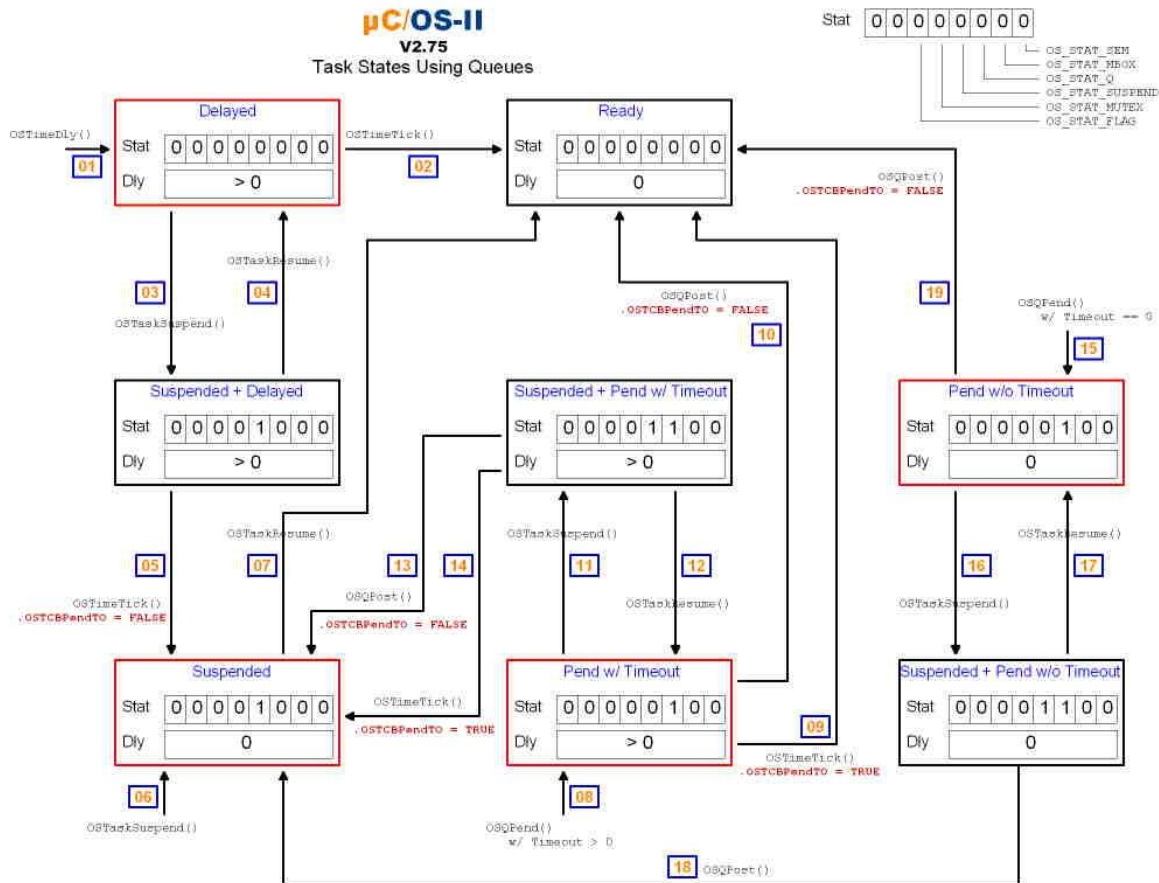 µC/OS-II
V2.75
Task States Using Queues
Stat 0 0 0 0 0 0 0 0
OS_STAT_SEM
OS_STAT_MBOX
OS_STAT_Q
OS_STAT_SUSPEND
OS_STAT_MUTEX
OS_STAT_FLAG
OSTimeDly()
01
Delayed
Stat 0 0 0 0 0 0 0 0
Dly > 0
OSTimeTick()
02
Ready
Stat 0 0 0 0 0 0 0 0
Dly 0
OSQPost()
.OSTCBPendTO = FALSE
19
03
OSTaskSuspend()
OSTaskResume()
04
OSQPost()
.OSTCBPendTO = FALSE
10
OSQPend()
w/ Timeout == 0
15
Suspended + Delayed
Stat 0 0 0 0 1 0 0 0
Dly > 0
Suspended + Pend w/ Timeout
Stat 0 0 0 0 1 1 0 0
Dly > 0
Pend w/o Timeout
Stat 0 0 0 0 0 1 0 0
Dly 0
05
OSTimeTick()
.OSTCBPendTO = FALSE
OSTaskResume()
07
13
OSQPost()
.OSTCBPendTO = FALSE
14
OSTimeTick()
.OSTCBPendTO = TRUE
OSTaskSuspend()
11
12
OSTaskResume()
16
OSTaskSuspend()
OSTaskResume()
17
Suspended
Stat 0 0 0 0 1 0 0 0
Dly 0
Pend w/ Timeout
Stat 0 0 0 0 0 1 0 0
Dly > 0
09
OSTimeTick()
.OSTCBPendTO = TRUE
Suspended + Pend w/o Timeout
Stat 0 0 0 0 1 1 0 0
Dly 0
06
OSTaskSuspend()
08
OSQPend()
w/ Timeout > 0
18 OSQPost()